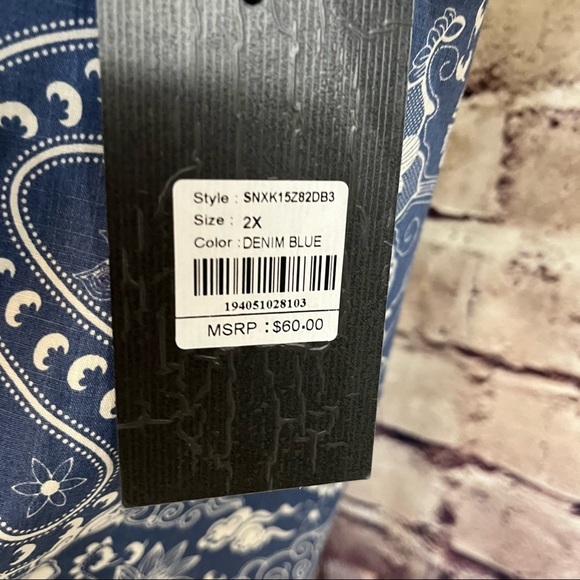 Style : SNXK15Z82DB3
Size : 2X
Color : DENIM BLUE
194051028103
MSRP : $60.00